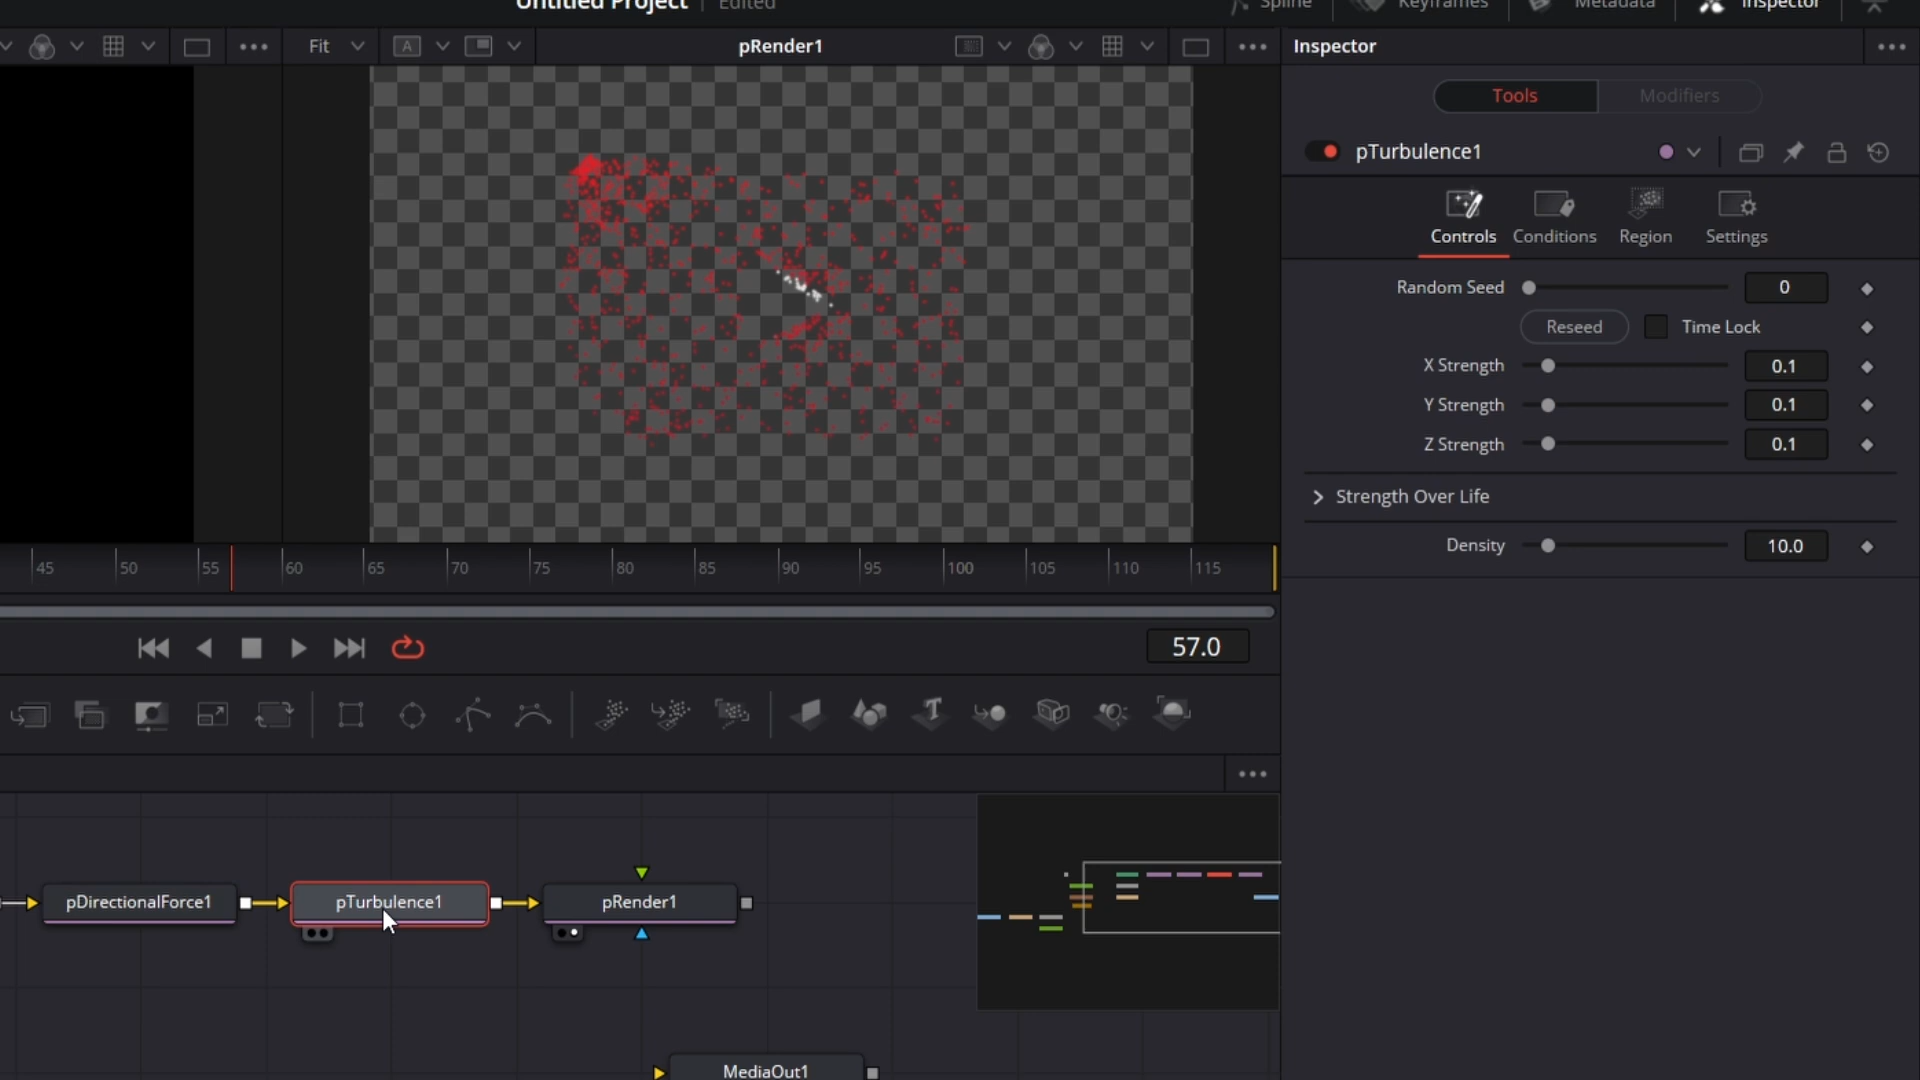 Untitled Project Edited
Spline Keyframes Metadata Inspector
Fit A pRender1 Inspector
Tools Modifiers
pTurbulence1
Controls Conditions Region Settings
Random Seed 0
Reseed Time Lock
X Strength 0.1
Y Strength 0.1
Z Strength 0.1
Strength Over Life
Density 10.0
45 50 55 60 65 70 75 80 85 90 95 100 105 110 115
57.0
T
pDirectionalForce1 pTurbulence1 pRender1
MediaOut1